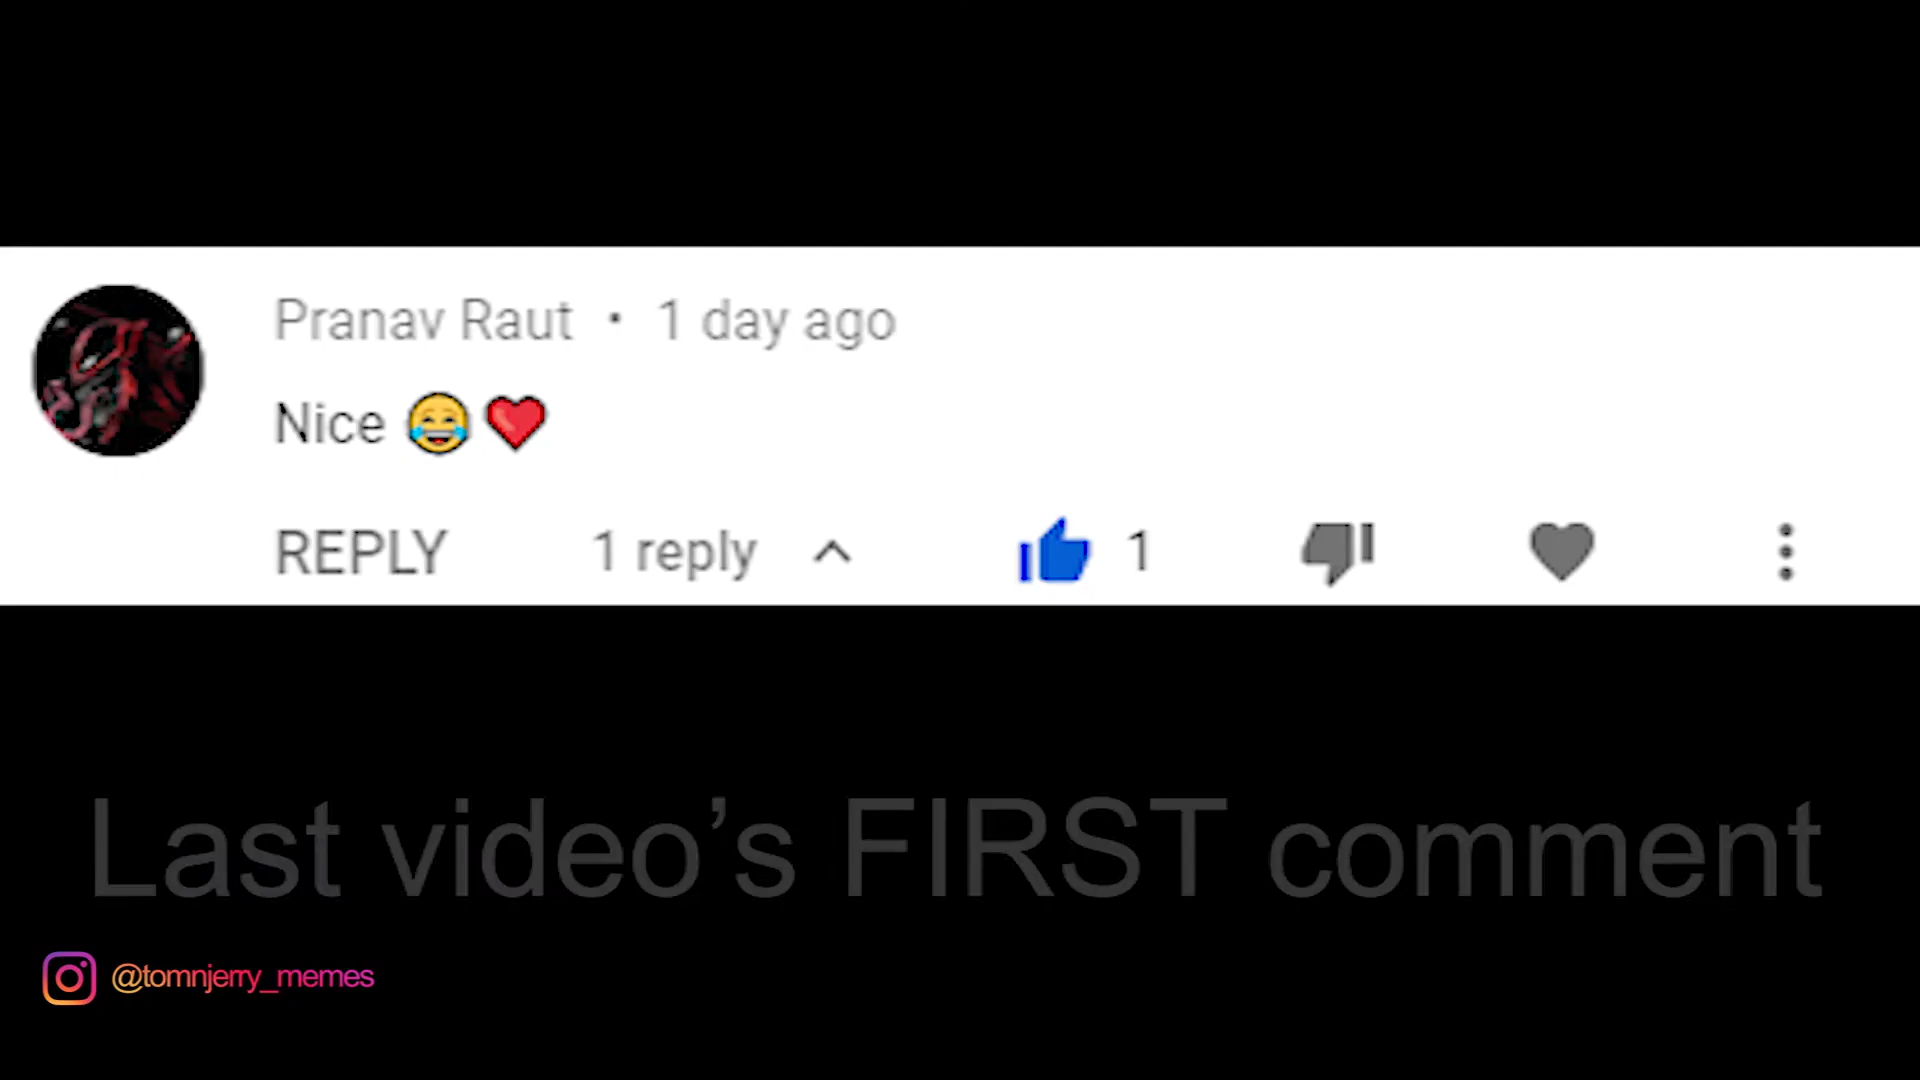 Pranav Raut • 1 day ago
Nice 😂❤️
REPLY 1 reply 1
Last video’s FIRST comment
@tomnjerry_memes